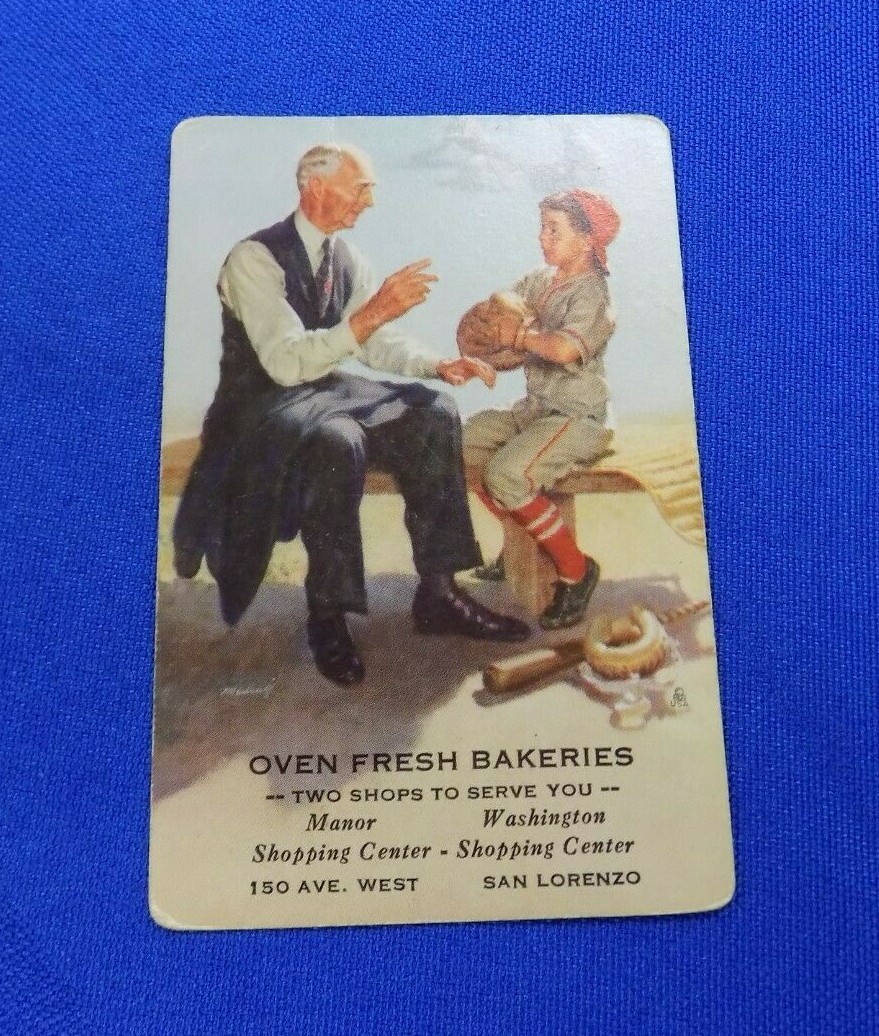 USA
OVEN FRESH BAKERIES
-- TWO SHOPS TO SERVE YOU --
Manor Washington
Shopping Center - Shopping Center
150 AVE. WEST SAN LORENZO